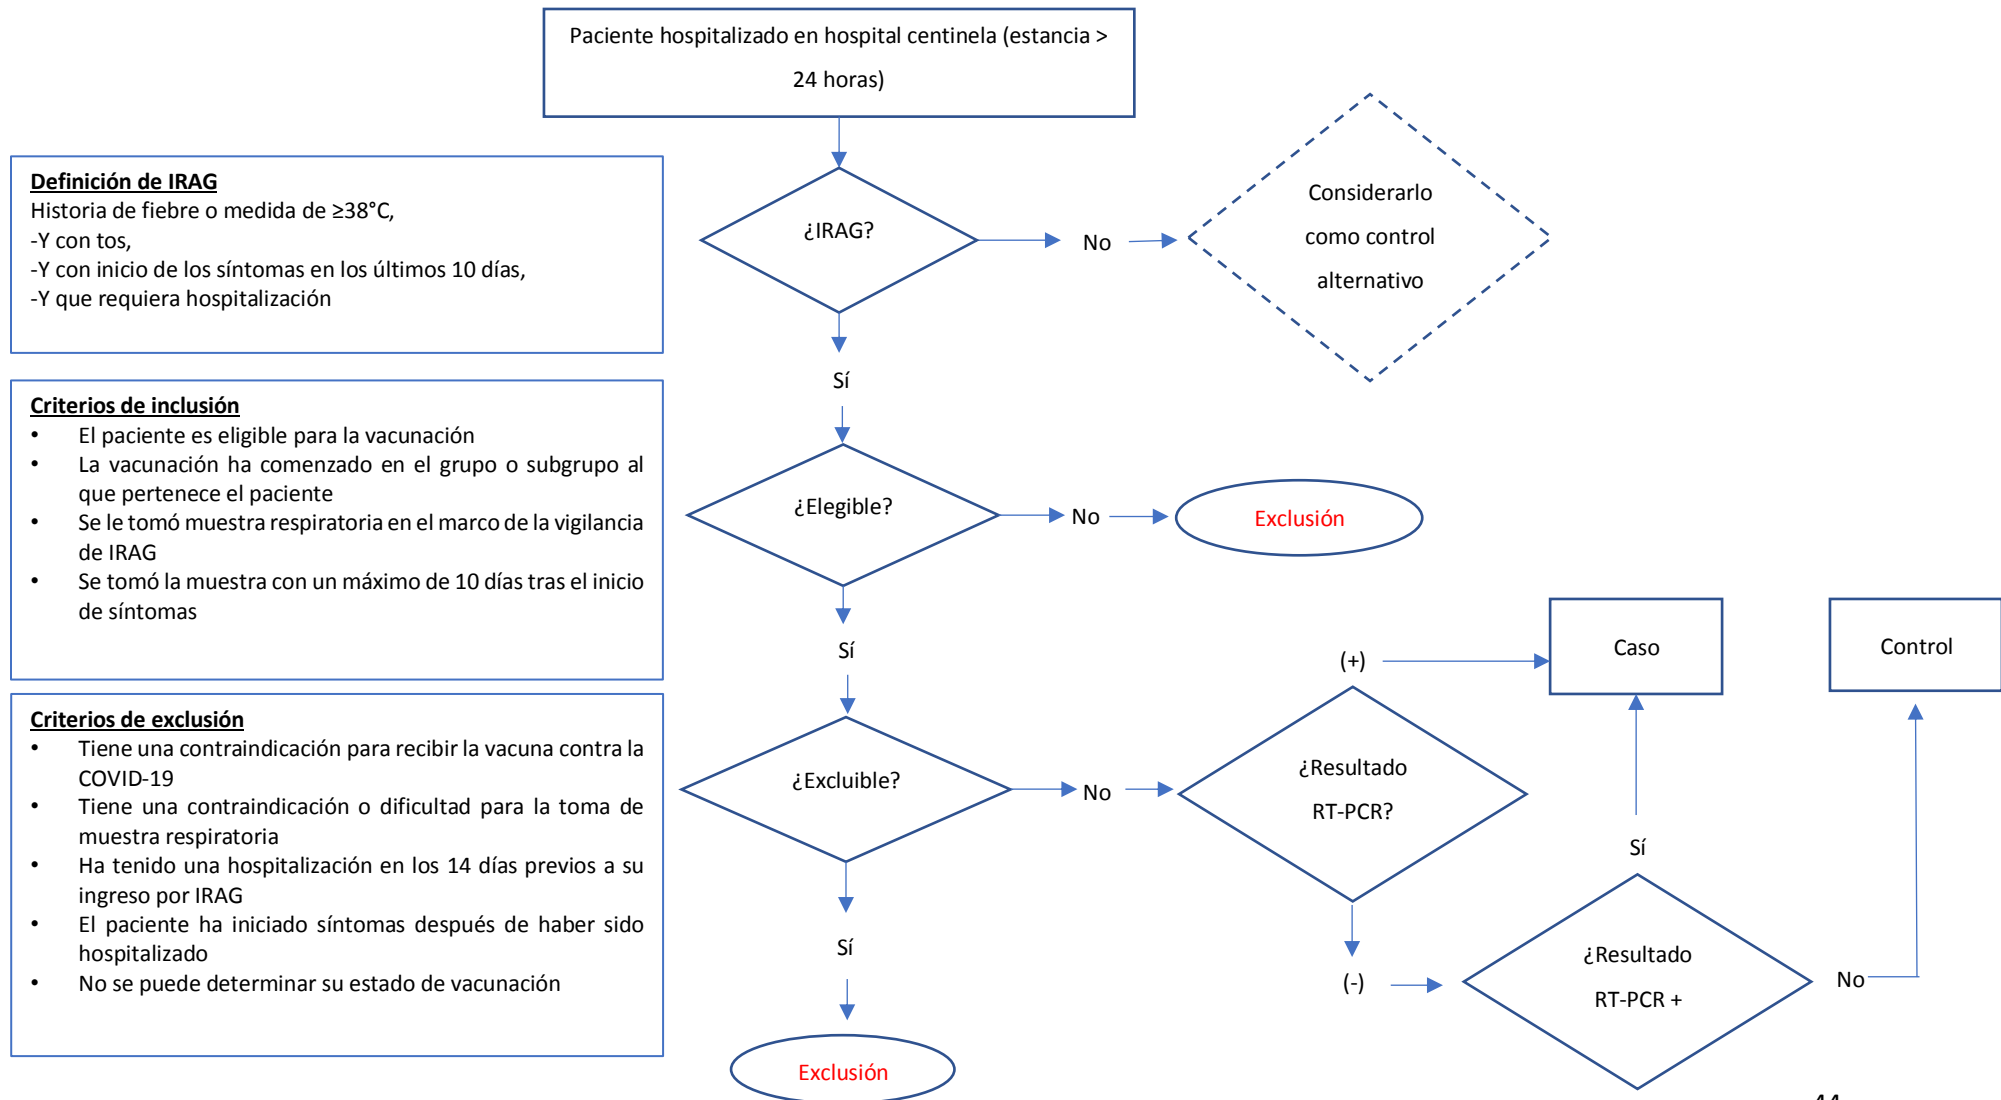 Paciente hospitalizado en hospital centinela (estancia >
24 horas)
Definición de IRAG
Historia de fiebre o medida de ≥38°C,
-Y con tos,
-Y con inicio de los síntomas en los últimos 10 días,
-Y que requiera hospitalización
¿IRAG?
No
Considerarlo
como control
alternativo
Sí
Criterios de inclusión
• El paciente es eligible para la vacunación
• La vacunación ha comenzado en el grupo o subgrupo al
que pertenece el paciente
• Se le tomó muestra respiratoria en el marco de la vigilancia
de IRAG
• Se tomó la muestra con un máximo de 10 días tras el inicio
de síntomas
¿Elegible?
No
Exclusión
Sí
Criterios de exclusión
• Tiene una contraindicación para recibir la vacuna contra la
COVID-19
• Tiene una contraindicación o dificultad para la toma de
muestra respiratoria
• Ha tenido una hospitalización en los 14 días previos a su
ingreso por IRAG
• El paciente ha iniciado síntomas después de haber sido
hospitalizado
• No se puede determinar su estado de vacunación
¿Excluible?
No
¿Resultado
RT-PCR?
(+)
Caso
Control
Sí
(-)
¿Resultado
RT-PCR +
No
Sí
Exclusión